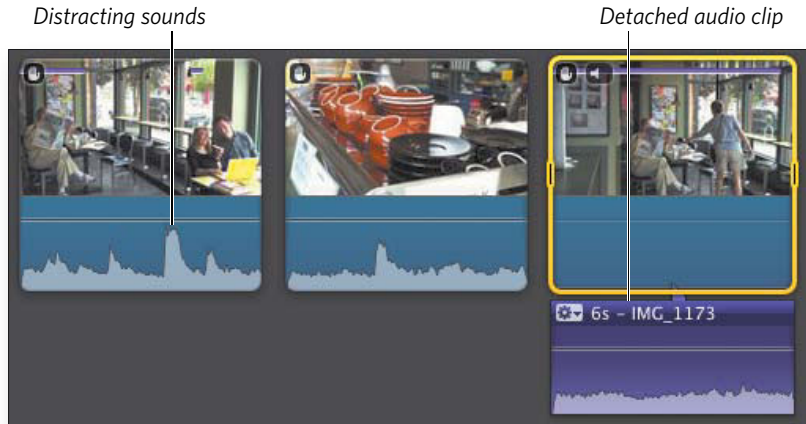 Distracting sounds
Detached audio clip
6s – IMG_1173